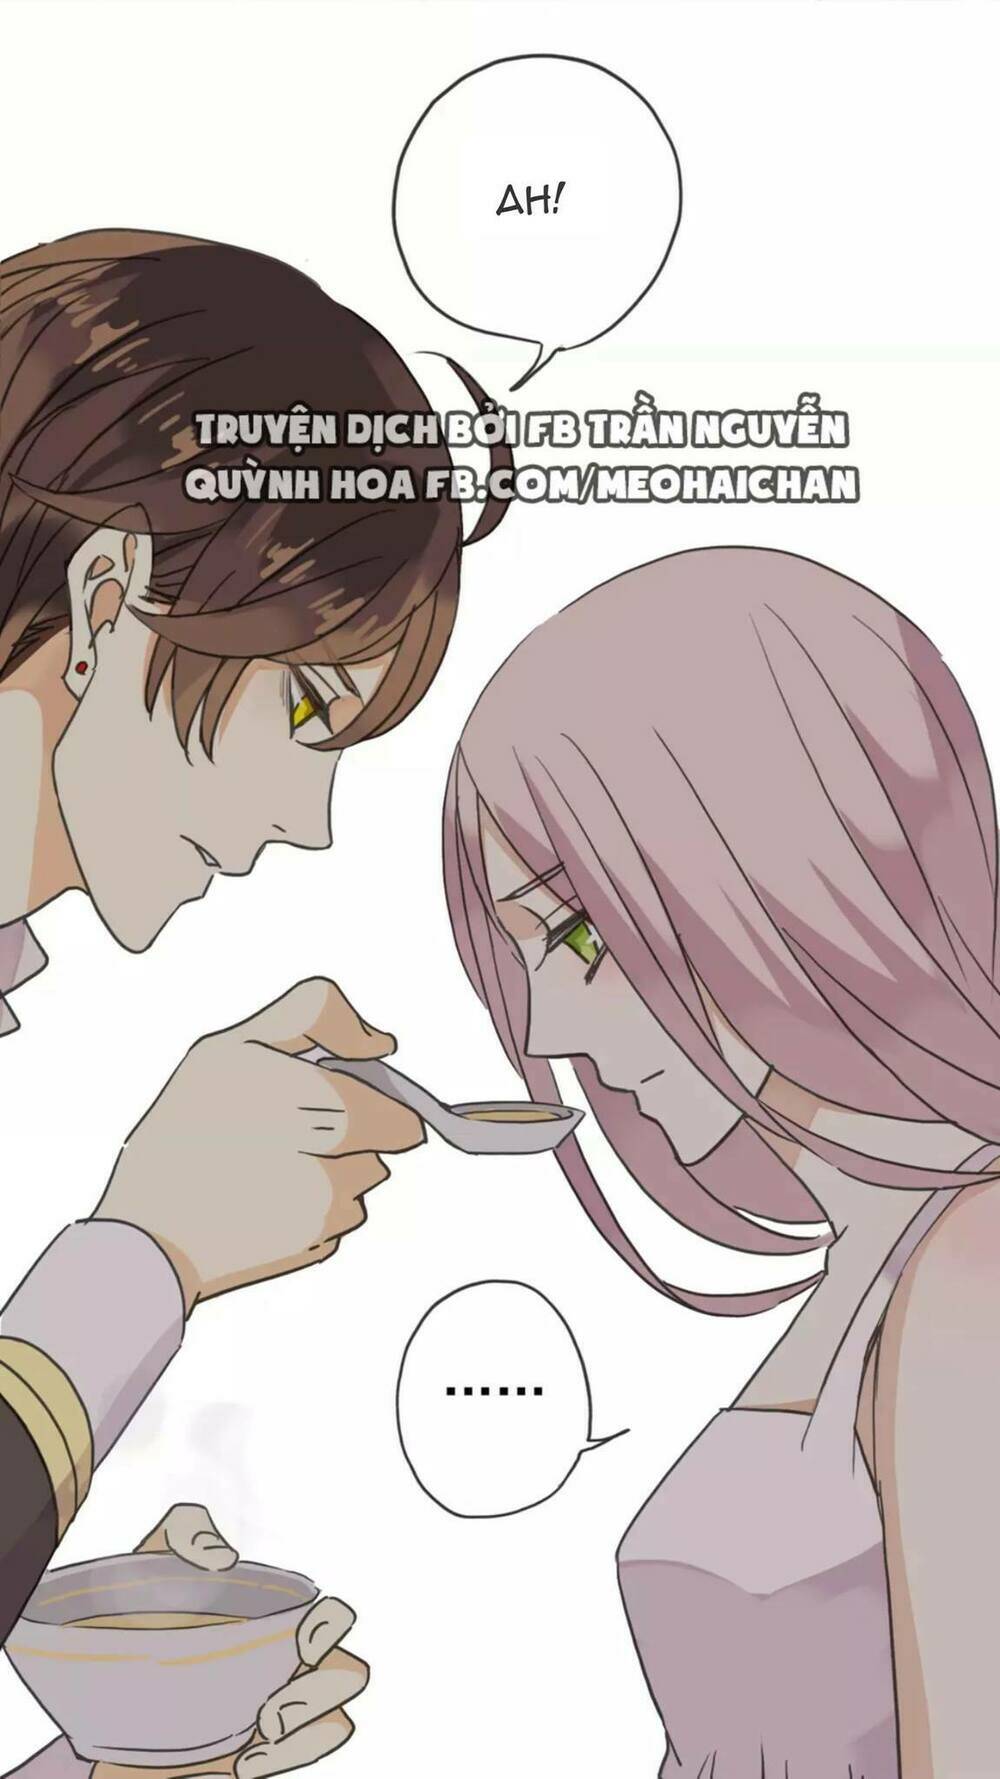 AH!
TRUYỆN DỊCH BỞI FB TRẦN NGUYỄN
QUỲNH HOA FB.COM/MEOHAICHAN
......